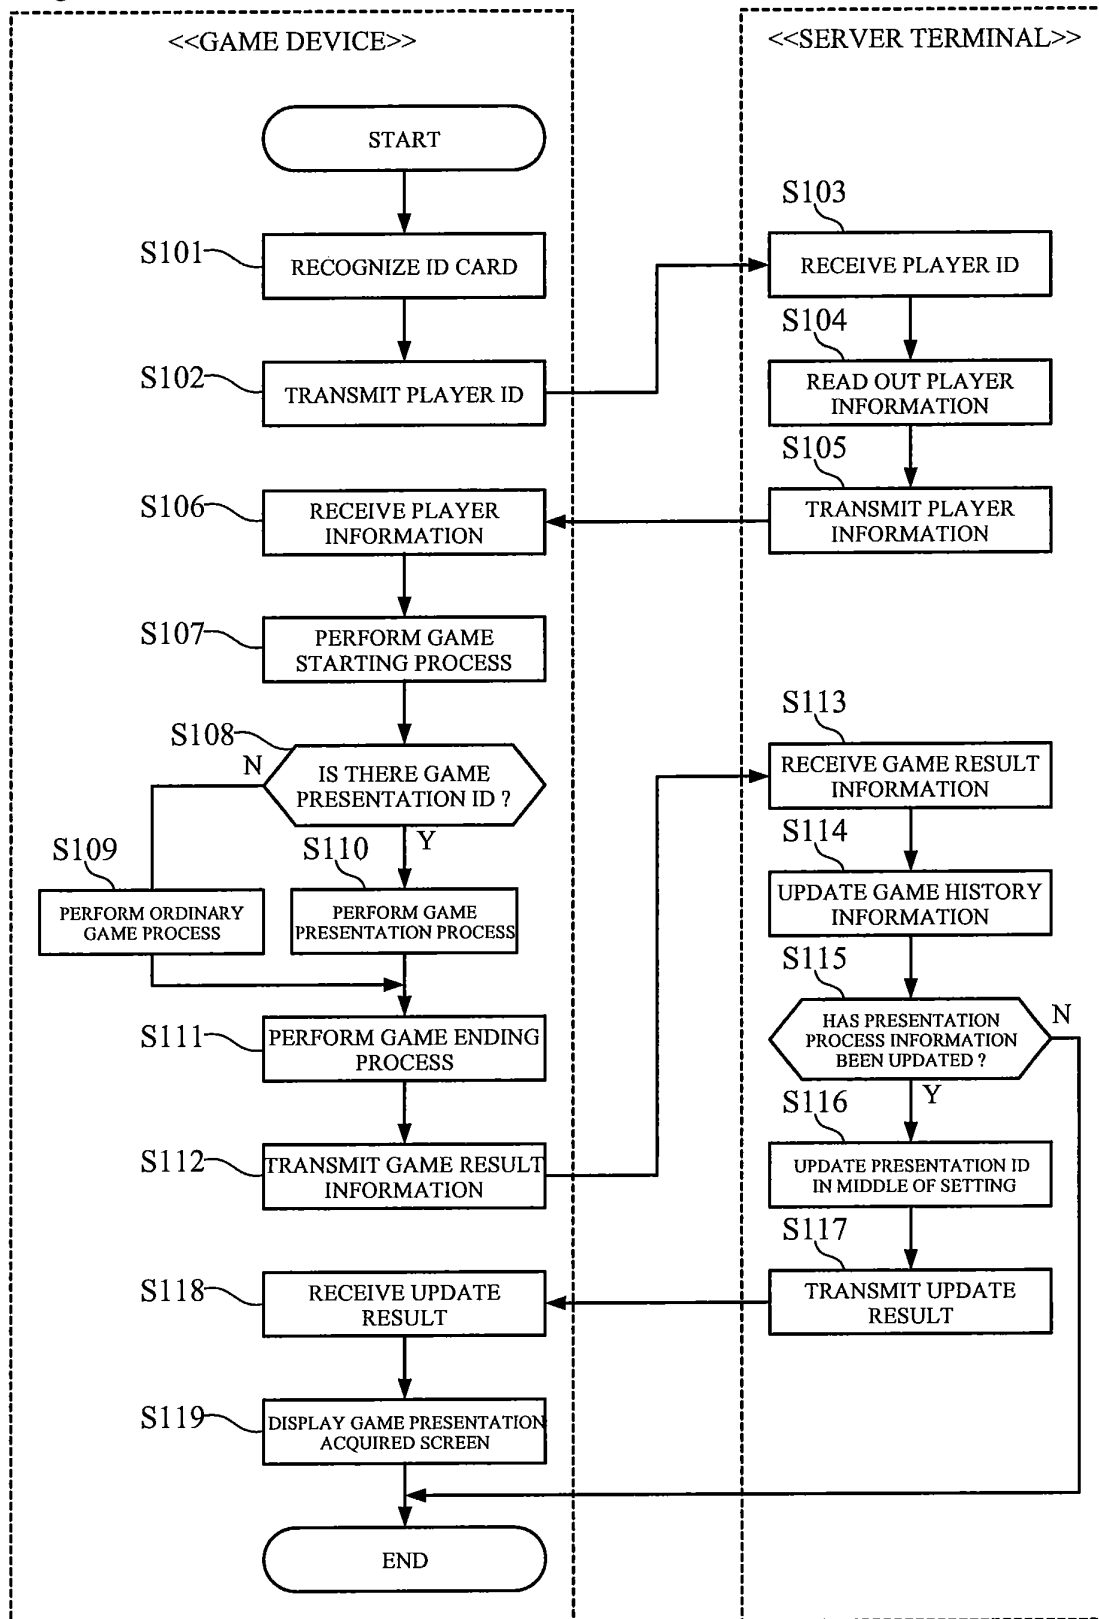 <<GAME DEVICE>>
<<SERVER TERMINAL>>
START
S101
RECOGNIZE ID CARD
S102
TRANSMIT PLAYER ID
S103
RECEIVE PLAYER ID
S104
READ OUT PLAYER
INFORMATION
S105
TRANSMIT PLAYER
INFORMATION
S106
RECEIVE PLAYER
INFORMATION
S107
PERFORM GAME
STARTING PROCESS
S108
N
IS THERE GAME
PRESENTATION ID ?
Y
S109
PERFORM ORDINARY
GAME PROCESS
S110
PERFORM GAME
PRESENTATION PROCESS
S111
PERFORM GAME ENDING
PROCESS
S112
TRANSMIT GAME RESULT
INFORMATION
S113
RECEIVE GAME RESULT
INFORMATION
S114
UPDATE GAME HISTORY
INFORMATION
S115
HAS PRESENTATION
PROCESS INFORMATION
BEEN UPDATED ?
N
Y
S116
UPDATE PRESENTATION ID
IN MIDDLE OF SETTING
S117
TRANSMIT UPDATE
RESULT
S118
RECEIVE UPDATE
RESULT
S119
DISPLAY GAME PRESENTATION
ACQUIRED SCREEN
END